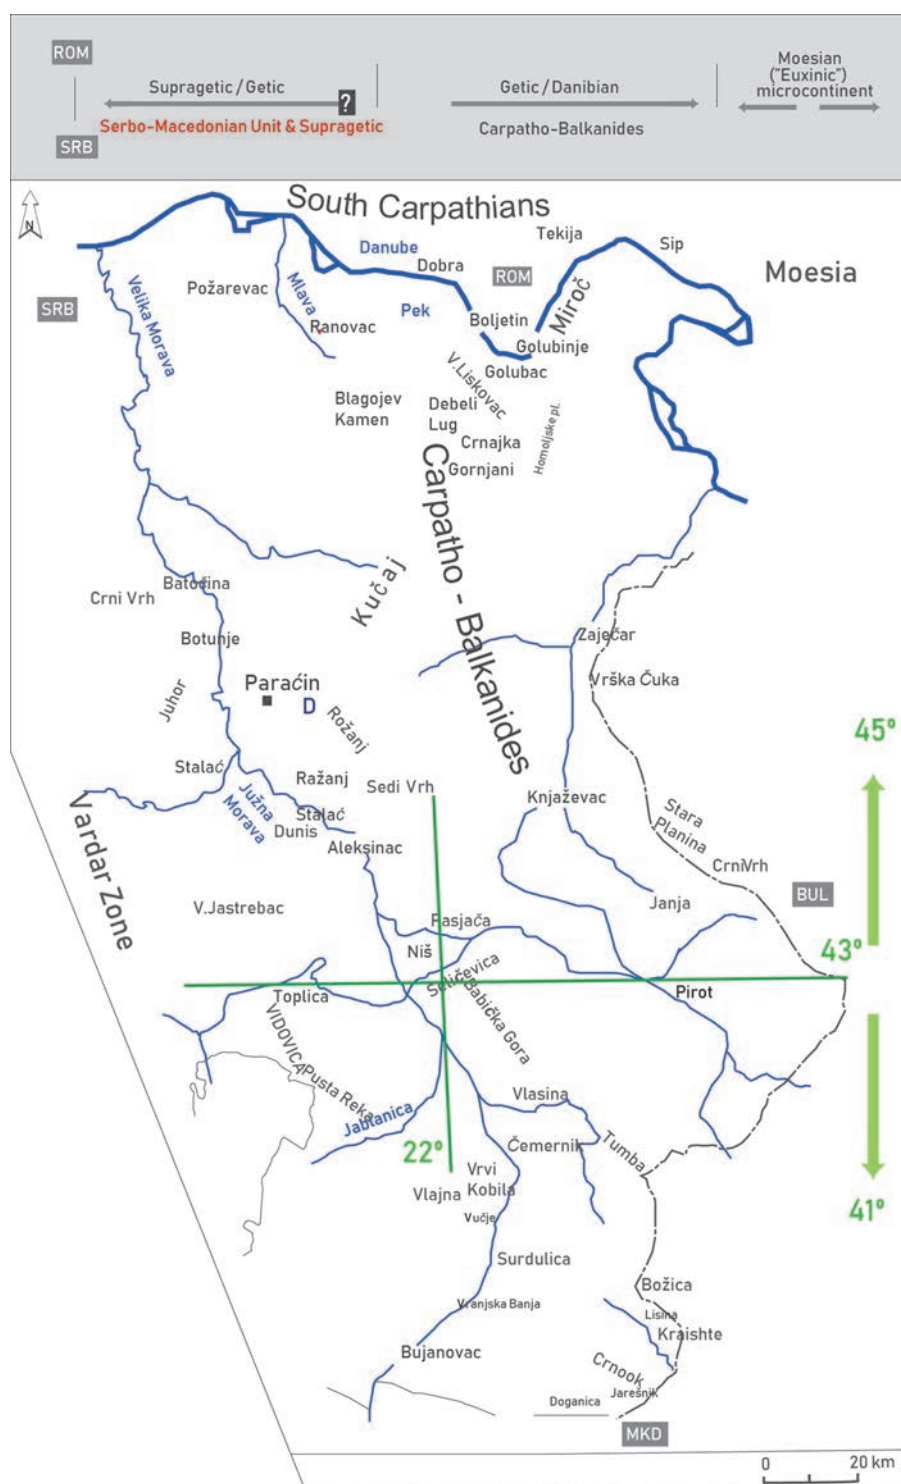 ROM
Supragetic / Getic
?
Serbo-Macedonian Unit & Supragetic
SRB
Getic / Danibian
Carpatho-Balkanides
Moesian
("Euxinic")
microcontinent
N
South Carpathians
Tekija
Sip
Danube
Dobra
ROM
Moesia
Miroč
Velika Morava
Požarevac
Mlava
SRB
Pek
Ranovac
Boljetin
Golubinje
Golubac
V.Liskovac
Blagojev
Kamen
Debeli
Lug
Homoljske pl.
Crnajka
Gornjani
Carpatho - Balkanides
Kučaj
Batočina
Crni Vrh
Botunje
Zaječar
Vrška Čuka
Paraćin
D
Juhor
Rožanj
45°
Stalać
Ražanj
Sedi Vrh
Knjaževac
Južna
Morava
Stalać
Dunis
Aleksinac
Stara
Planina
Vardar Zone
CrniVrh
BUL
V.Jastrebac
Janja
Pasjača
Niš
43°
Seličevica
Pirot
Toplica
Babička Gora
VIDOVICA
Pusta Reka
Vlasina
Jablanica
Čemernik
Tumba
22°
Vrvi
Kobila
Vlajna
Vučje
41°
Surdulica
Božica
Vranjska Banja
Lisina
Kraishte
Bujanovac
Crnook
Jarešnik
Doganica
MKD
0 20 km